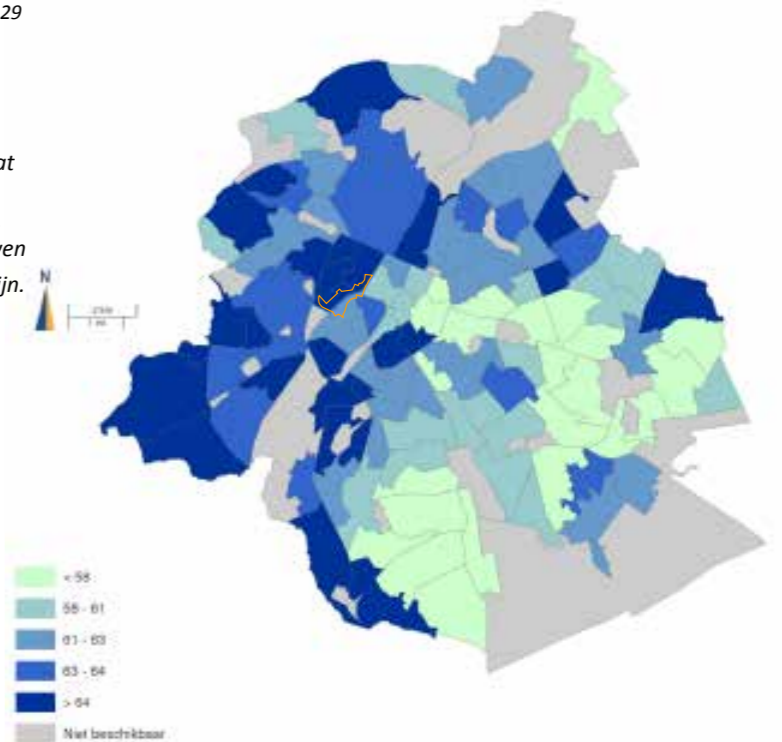 29
at
ven
ijn.
N
< 58
58 - 61
61 - 63
63 - 64
> 64
Niet beschikbaar